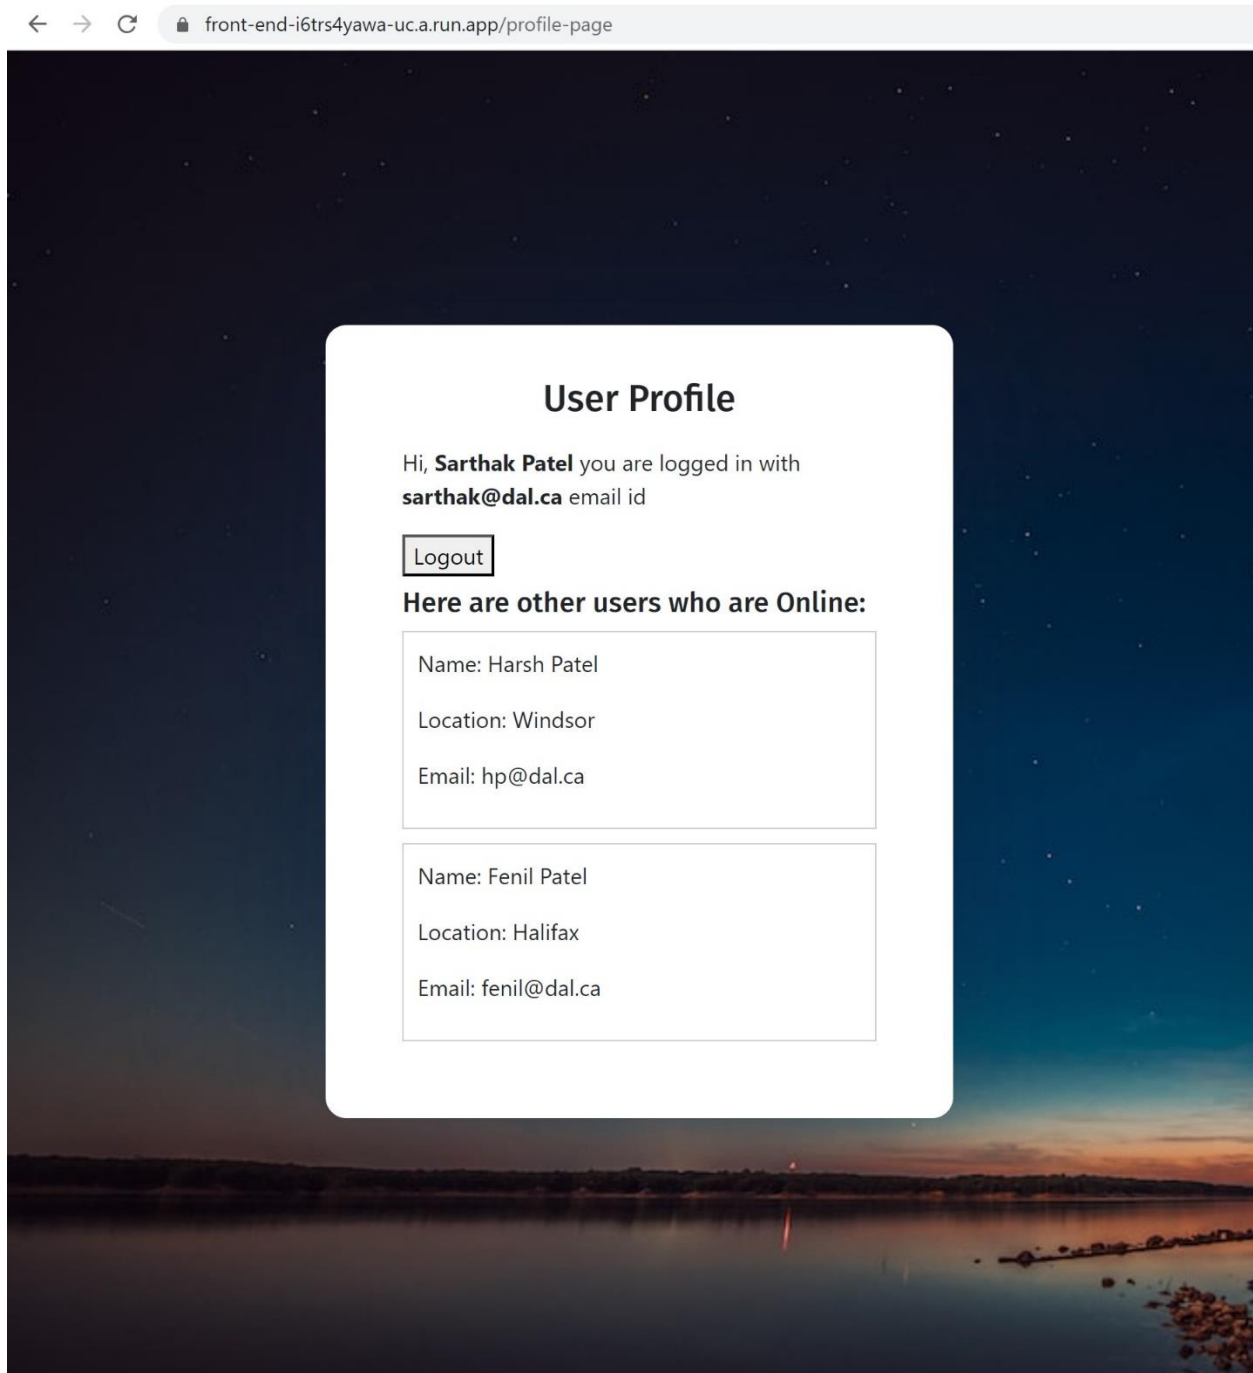 front-end-i6trs4yawa-uc.a.run.app/profile-page
User Profile
Hi, Sarthak Patel you are logged in with
sarthak@dal.ca email id
Logout
Here are other users who are Online:
Name: Harsh Patel
Location: Windsor
Email: hp@dal.ca
Name: Fenil Patel
Location: Halifax
Email: fenil@dal.ca